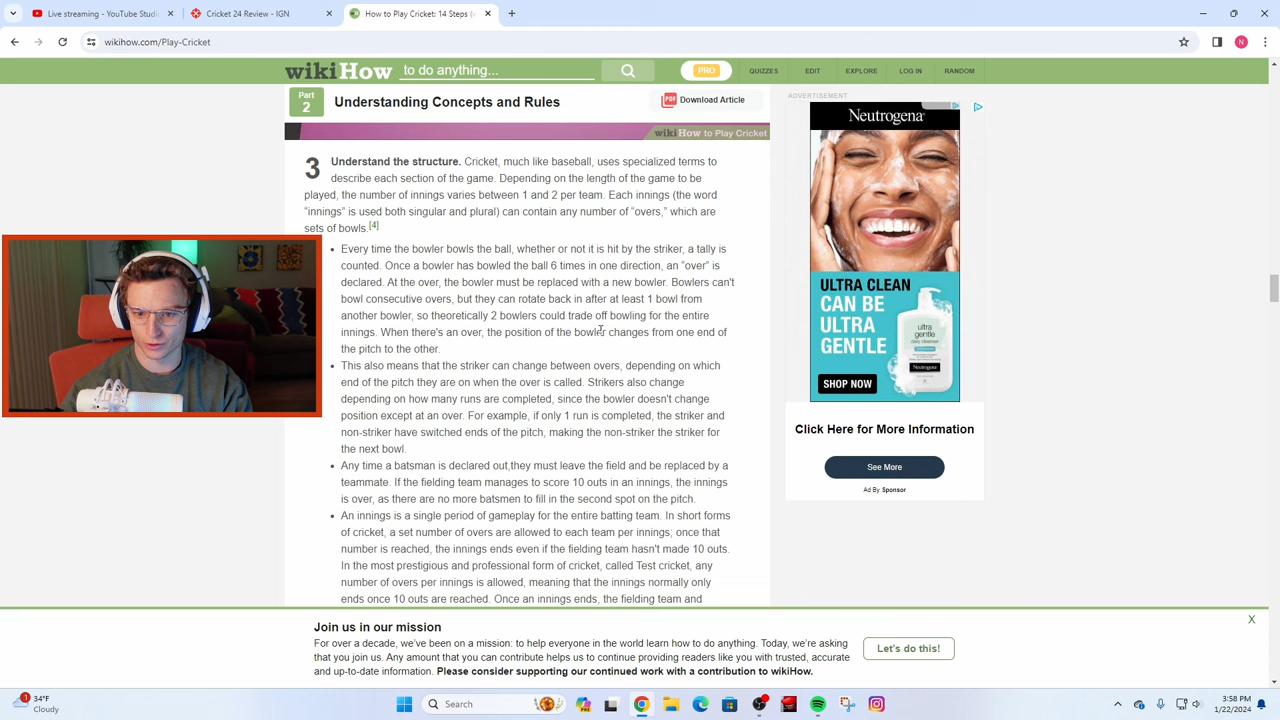 Live streaming - YouTube Studio
Cricket 24 Review - IGN
How to Play Cricket: 14 Steps (
wikihow.com/Play-Cricket
N
wikiHow to do anything...
PRO
QUIZZES EDIT EXPLORE LOG IN RANDOM
Part
2
Understanding Concepts and Rules
PDF Download Article
wikiHow to Play Cricket
3 Understand the structure. Cricket, much like baseball, uses specialized terms to
describe each section of the game. Depending on the length of the game to be
played, the number of innings varies between 1 and 2 per team. Each innings (the word
“innings” is used both singular and plural) can contain any number of “overs,” which are
sets of bowls.[4]
Every time the bowler bowls the ball, whether or not it is hit by the striker, a tally is
counted. Once a bowler has bowled the ball 6 times in one direction, an “over” is
declared. At the over, the bowler must be replaced with a new bowler. Bowlers can't
bowl consecutive overs, but they can rotate back in after at least 1 bowl from
another bowler, so theoretically 2 bowlers could trade off bowling for the entire
innings. When there's an over, the position of the bowler changes from one end of
the pitch to the other.
This also means that the striker can change between overs, depending on which
end of the pitch they are on when the over is called. Strikers also change
depending on how many runs are completed, since the bowler doesn't change
position except at an over. For example, if only 1 run is completed, the striker and
non-striker have switched ends of the pitch, making the non-striker the striker for
the next bowl.
Any time a batsman is declared out,they must leave the field and be replaced by a
teammate. If the fielding team manages to score 10 outs in an innings, the innings
is over, as there are no more batsmen to fill in the second spot on the pitch.
An innings is a single period of gameplay for the entire batting team. In short forms
of cricket, a set number of overs are allowed to each team per innings; once that
number is reached, the innings ends even if the fielding team hasn't made 10 outs.
In the most prestigious and professional form of cricket, called Test cricket, any
number of overs per innings is allowed, meaning that the innings normally only
ends once 10 outs are reached. Once an innings ends, the fielding team and
ADVERTISEMENT
Neutrogena
ULTRA CLEAN
CAN BE
ULTRA
GENTLE
ultra
gentle
daily cleanser
SHOP NOW
Click Here for More Information
See More
Ad By Sponsor
Join us in our mission
For over a decade, we've been on a mission: to help everyone in the world learn how to do anything. Today, we're asking
that you join us. Any amount that you can contribute helps us to continue providing readers like you with trusted, accurate
and up-to-date information. Please consider supporting our continued work with a contribution to wikiHow.
Let's do this!
X
1
34°F
Cloudy
Search
3:58 PM
1/22/2024